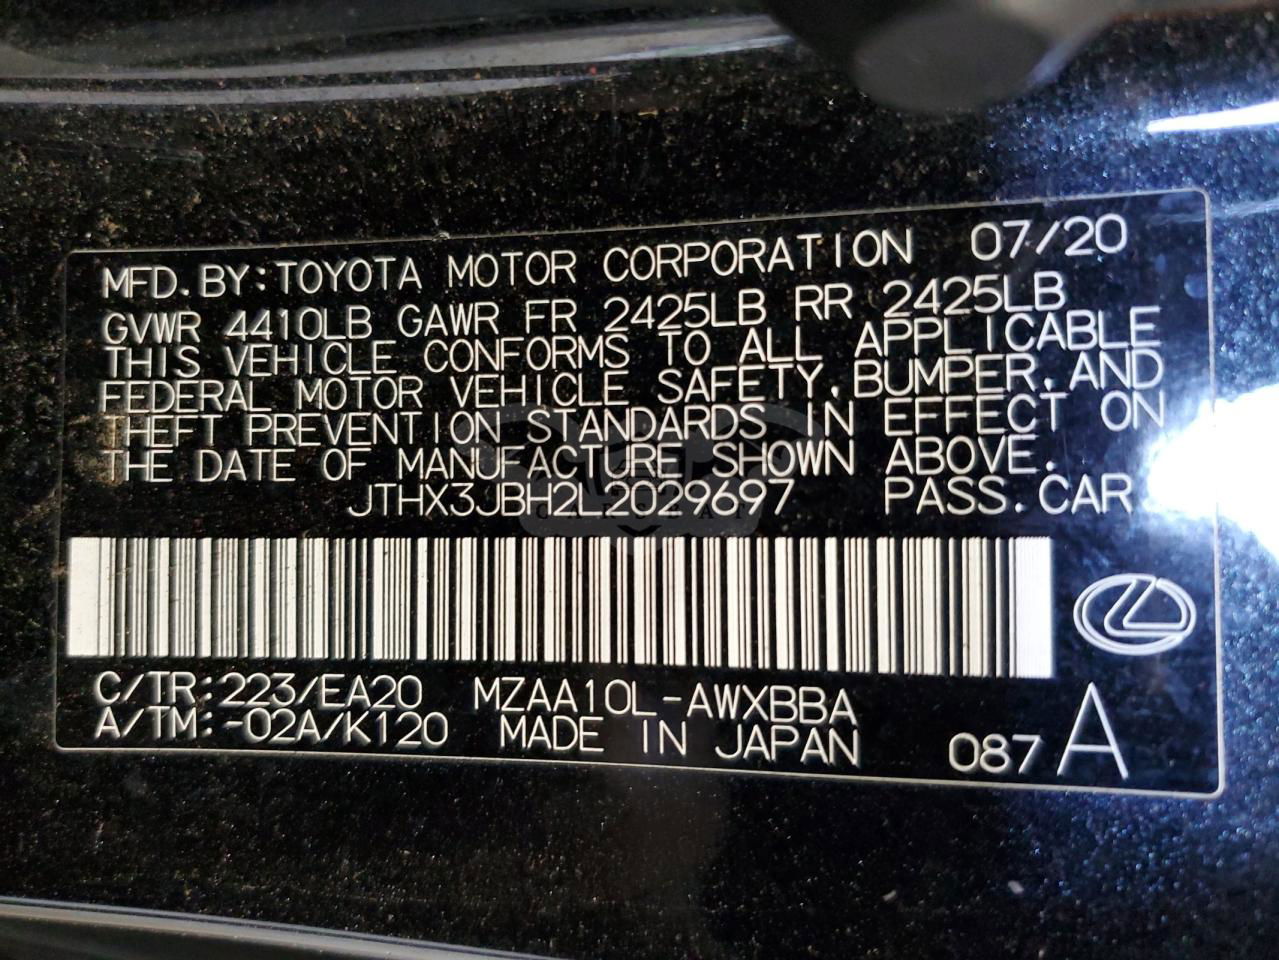 MFD. BY: TOYOTA MOTOR CORPORATION 07/20
GVWR 4410LB GAWR FR 2425LB RR 2425LB
THIS VEHICLE CONFORMS TO ALL APPLICABLE
FEDERAL MOTOR VEHICLE SAFETY, BUMPER, AND
THEFT PREVENTION STANDARDS IN EFFECT ON
THE DATE OF MANUFACTURE SHOWN ABOVE.
JTHX3JBH2L2029697 PASS. CAR
C/TR: 223/EA20 MZAA10L-AWXBBA
A/TM: -02A/K120 MADE IN JAPAN 087 A